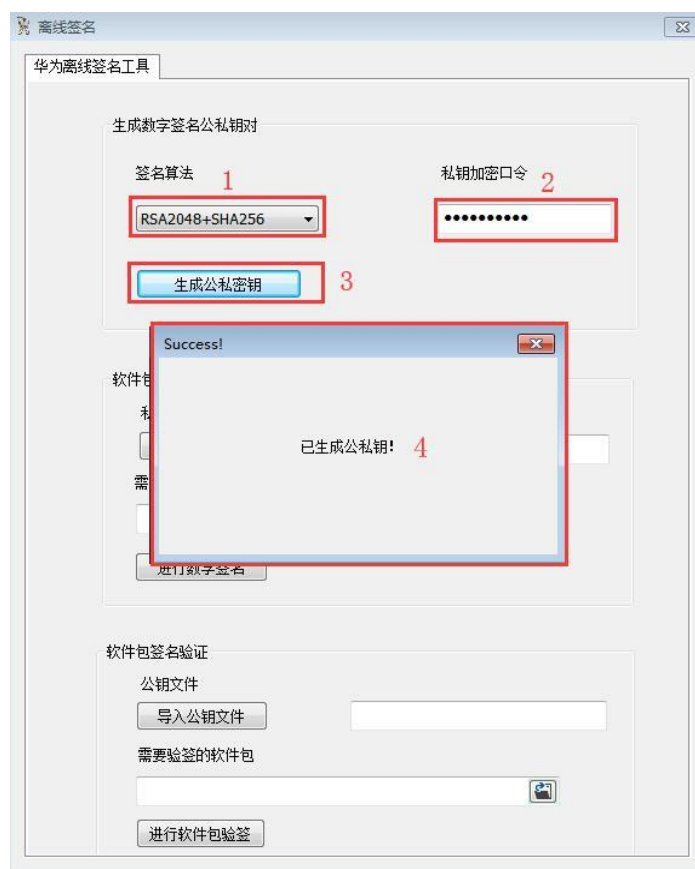 离线签名
华为离线签名工具
生成数字签名公私钥对
签名算法
1
私钥加密口令
2
RSA2048+SHA256
••••••••••
生成公私密钥
3
Success!
软件包
私
已生成公私钥!
4
需
进行数字签名
软件包签名验证
公钥文件
导入公钥文件
需要验签的软件包
进行软件包验签